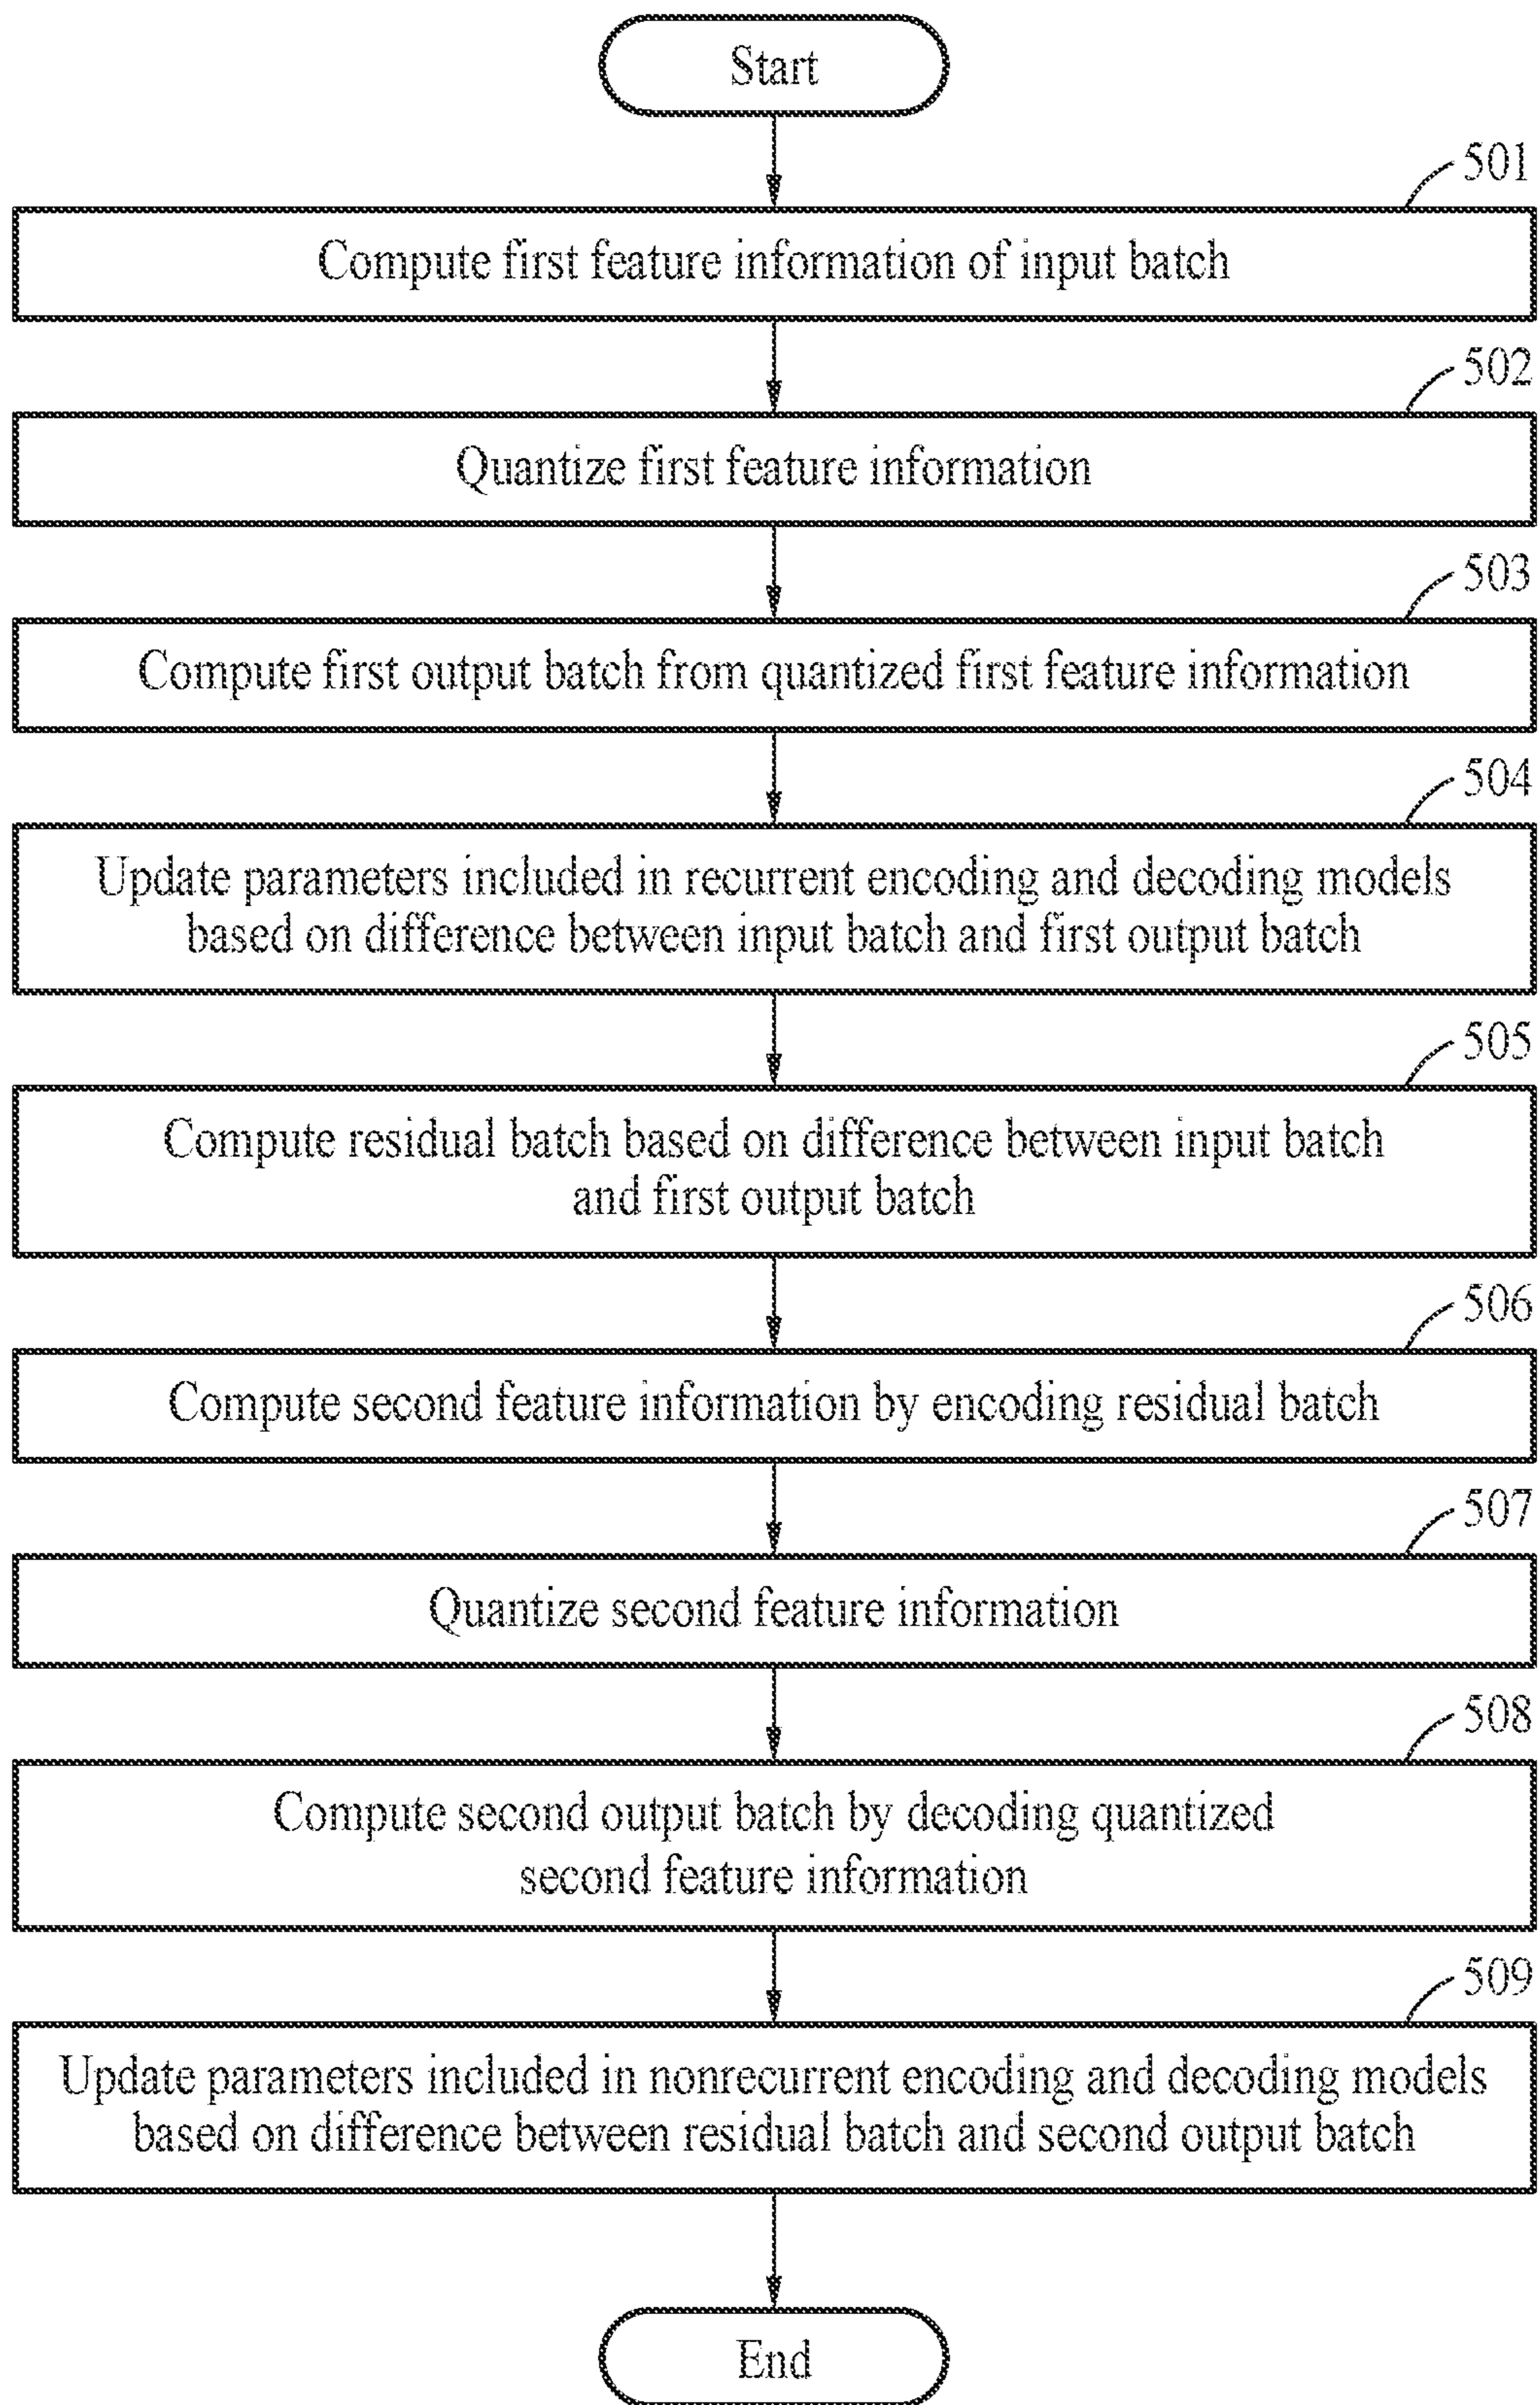 Start
501
Compute first feature information of input batch
502
Quantize first feature information
503
Compute first output batch from quantized first feature information
504
Update parameters included in recurrent encoding and decoding models
based on difference between input batch and first output batch
505
Compute residual batch based on difference between input batch
and first output batch
506
Compute second feature information by encoding residual batch
507
Quantize second feature information
508
Compute second output batch by decoding quantized
second feature information
509
Update parameters included in nonrecurrent encoding and decoding models
based on difference between residual batch and second output batch
End